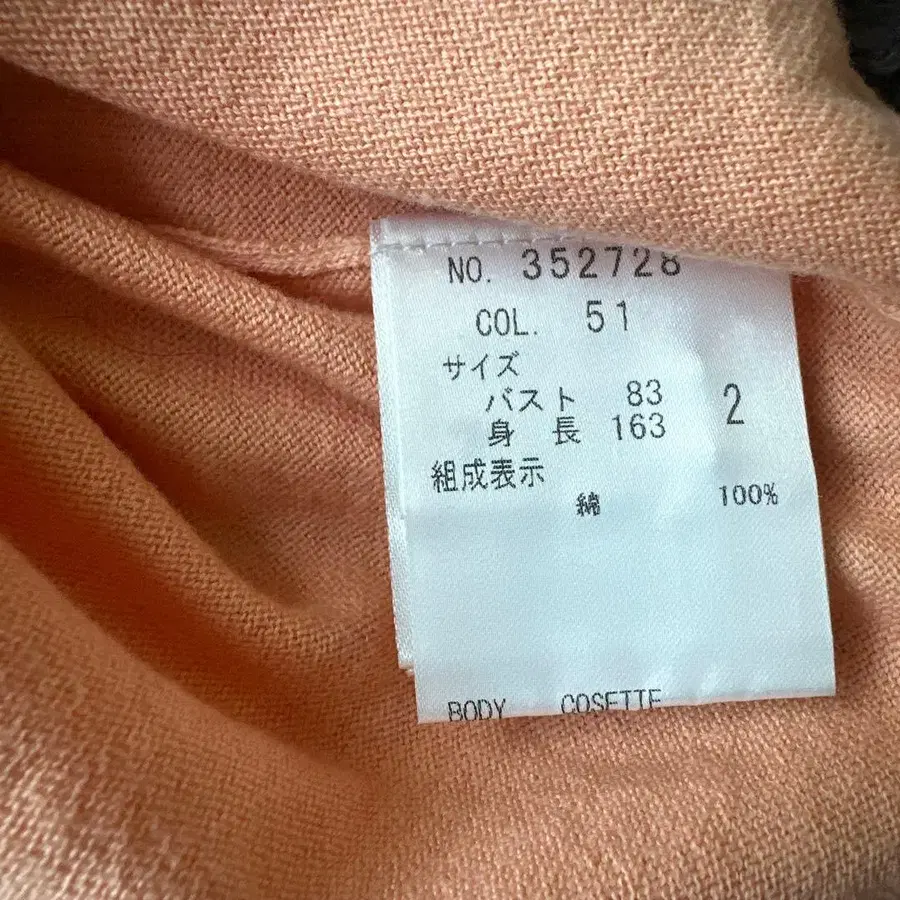 NO. 352728
COL. 51
サイズ
バスト 83 2
身長 163
組成表示
綿 100%
BODY COSETTE